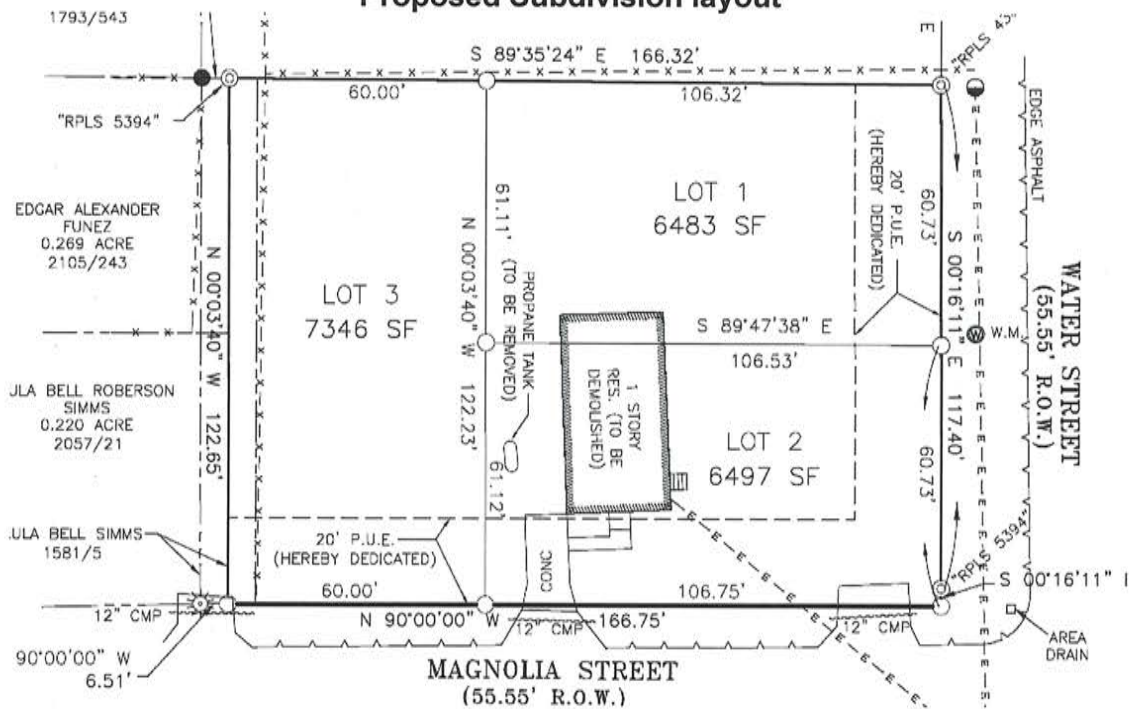 Proposed Subdivision layout
1793/543
S 89°35'24" E 166.32'
E
"RPLS 43"
60.00'
106.32'
"RPLS 5394"
EDGE ASPHALT
EDGAR ALEXANDER
FUNEZ
0.269 ACRE
2105/243
N 00°03'40" W 122.65'
LOT 3
7346 SF
61.11'
N 00°03'40" W 122.23'
61.12'
PROPANE TANK
(TO BE REMOVED)
LOT 1
6483 SF
20' P.U.E.
(HEREBY DEDICATED)
60.73'
S 00°16'11" E 117.40'
60.73'
W W.M.
WATER STREET
(55.55' R.O.W.)
S 89°47'38" E
106.53'
1 STORY
RES. (TO BE
DEMOLISHED)
LOT 2
6497 SF
ULA BELL ROBERSON
SIMMS
0.220 ACRE
2057/21
ULA BELL SIMMS
1581/5
20' P.U.E.
(HEREBY DEDICATED)
CONC
"RPLS 5394"
S 00°16'11"
60.00'
106.75'
12" CMP
N 90°00'00" W 166.75'
12" CMP
12" CMP
AREA
DRAIN
90°00'00" W
6.51'
MAGNOLIA STREET
(55.55' R.O.W.)